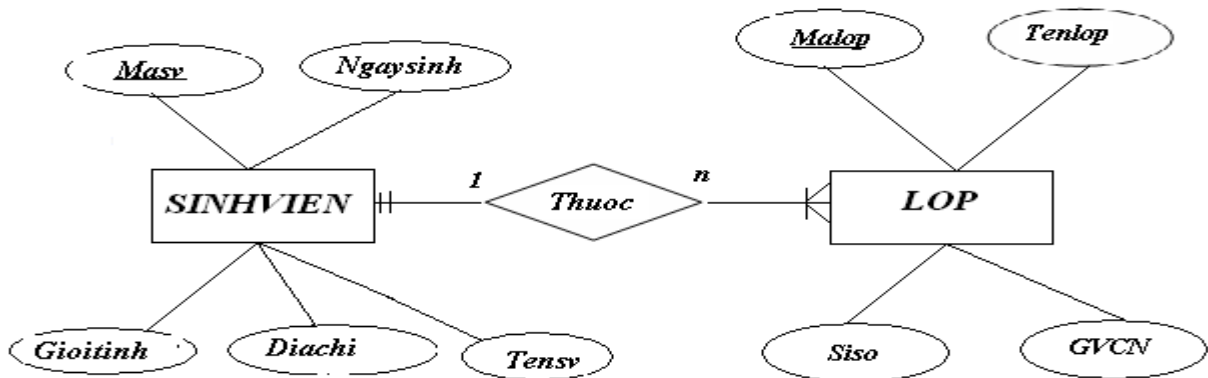 Masv
Ngaysinh
Malop
Tenlop
SINHVIEN
1
Thuoc
n
LOP
Gioitinh
Diachi
Tensv
Siso
GVCN